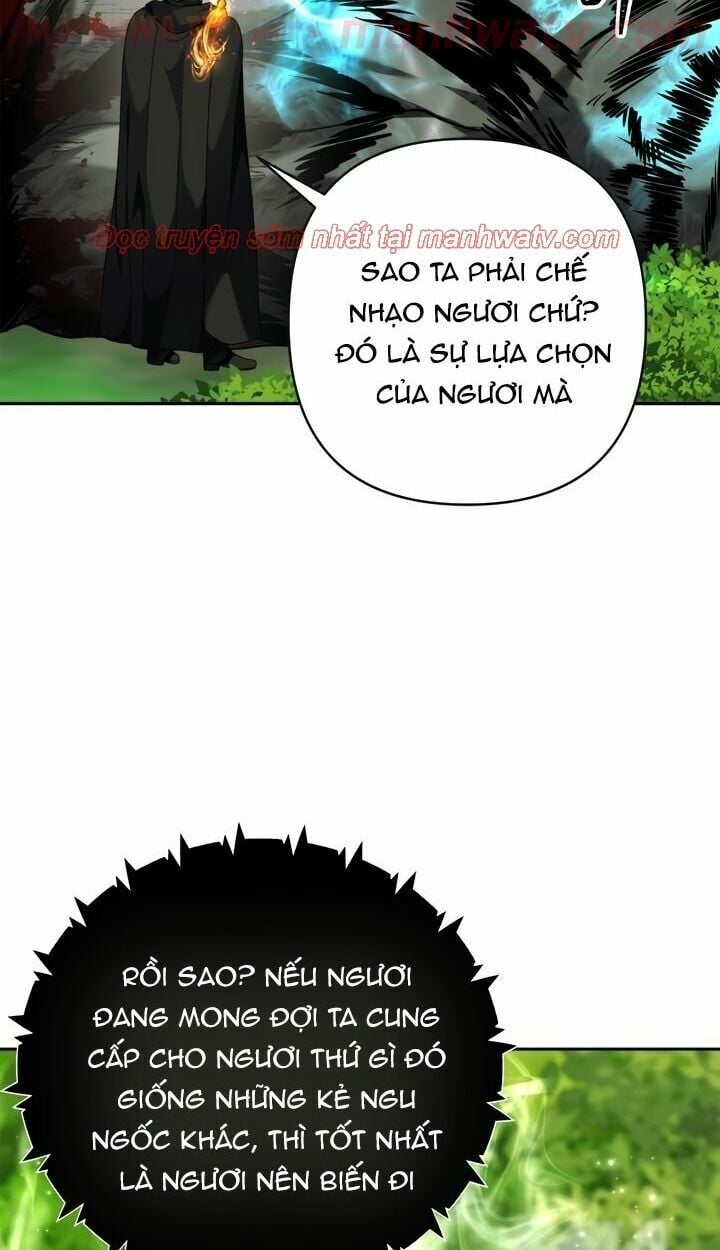 manhwatv.com
Đọc truyện sớm nhất tại manhwatv.com
SAO TA PHẢI CHẾ
NHẠO NGƯƠI CHỨ?
ĐÓ LÀ SỰ LỰA CHỌN
CỦA NGƯƠI MÀ
RỒI SAO? NẾU NGƯƠI
ĐANG MONG ĐỢI TA CUNG
CẤP CHO NGƯƠI THỨ GÌ ĐÓ
GIỐNG NHỮNG KẺ NGU
NGỐC KHÁC, THÌ TỐT NHẤT
LÀ NGƯƠI NÊN BIẾN ĐI